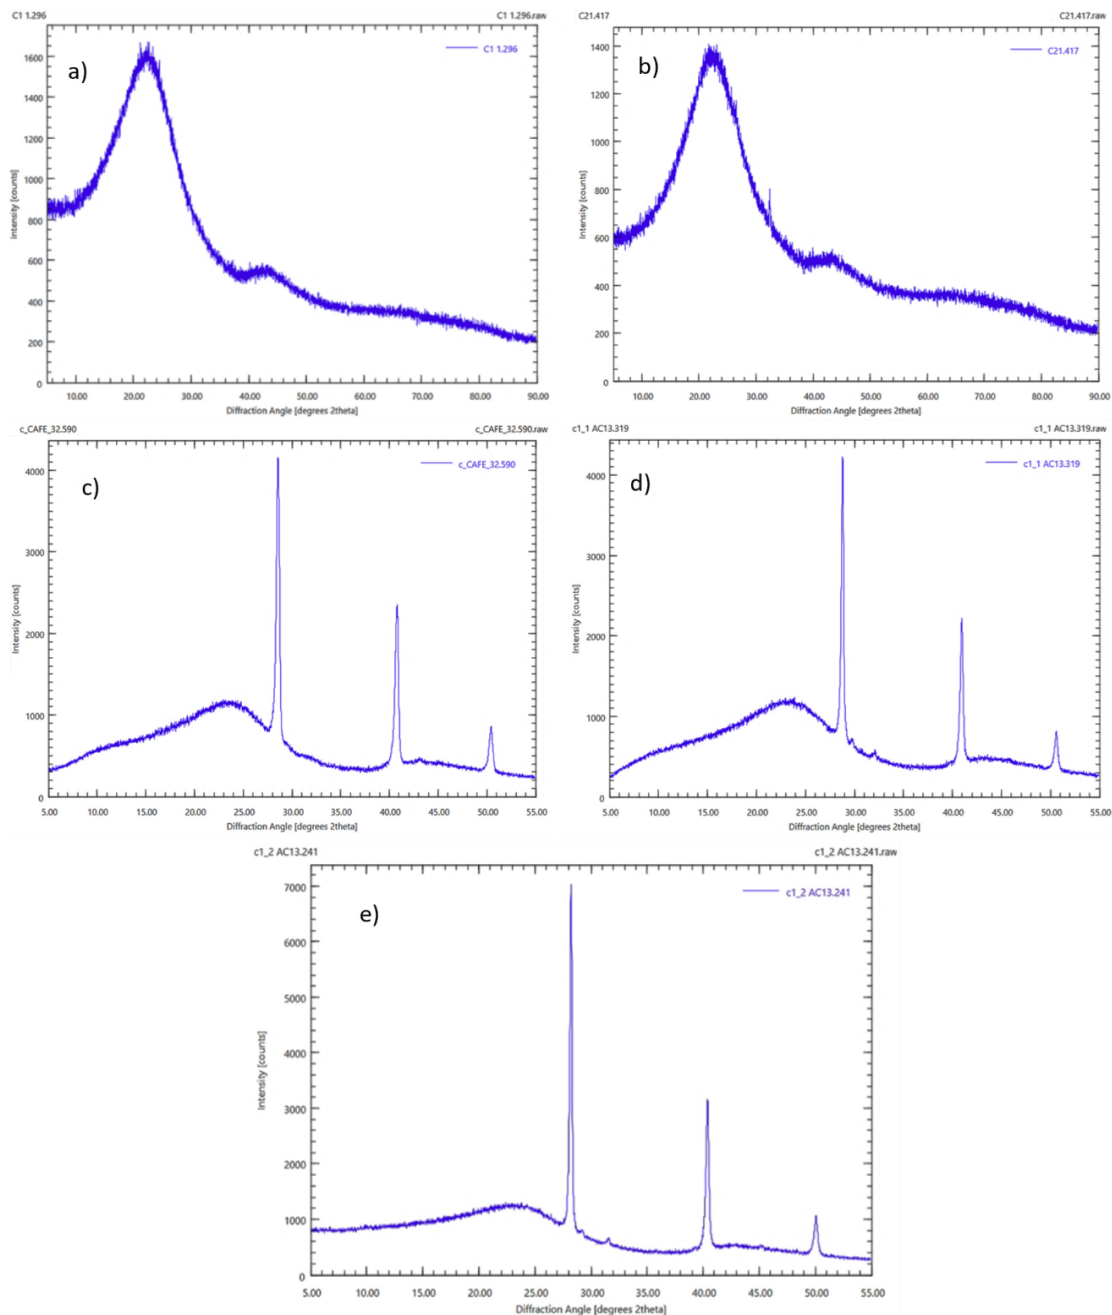 C1 1.296 C1 1.296.raw
a)
C1 1.296
Intensity [counts]
1600
1400
1200
1000
800
600
400
200
0
10.00 20.00 30.00 40.00 50.00 60.00 70.00 80.00 90.00
Diffraction Angle [degrees 2theta]
C21.417 C21.417.raw
b)
C21.417
Intensity [counts]
1400
1200
1000
800
600
400
200
0
10.00 20.00 30.00 40.00 50.00 60.00 70.00 80.00 90.00
Diffraction Angle [degrees 2theta]
c_CAFE_32.590 c_CAFE_32.590.raw
c)
c_CAFE_32.590
Intensity [counts]
4000
3000
2000
1000
0
5.00 10.00 15.00 20.00 25.00 30.00 35.00 40.00 45.00 50.00 55.00
Diffraction Angle [degrees 2theta]
c1_1 AC13.319 c1_1 AC13.319.raw
d)
c1_1 AC13.319
Intensity [counts]
4000
3000
2000
1000
0
5.00 10.00 15.00 20.00 25.00 30.00 35.00 40.00 45.00 50.00 55.00
Diffraction Angle [degrees 2theta]
c1_2 AC13.241 c1_2 AC13.241.raw
e)
c1_2 AC13.241
Intensity [counts]
7000
6000
5000
4000
3000
2000
1000
0
5.00 10.00 15.00 20.00 25.00 30.00 35.00 40.00 45.00 50.00 55.00
Diffraction Angle [degrees 2theta]